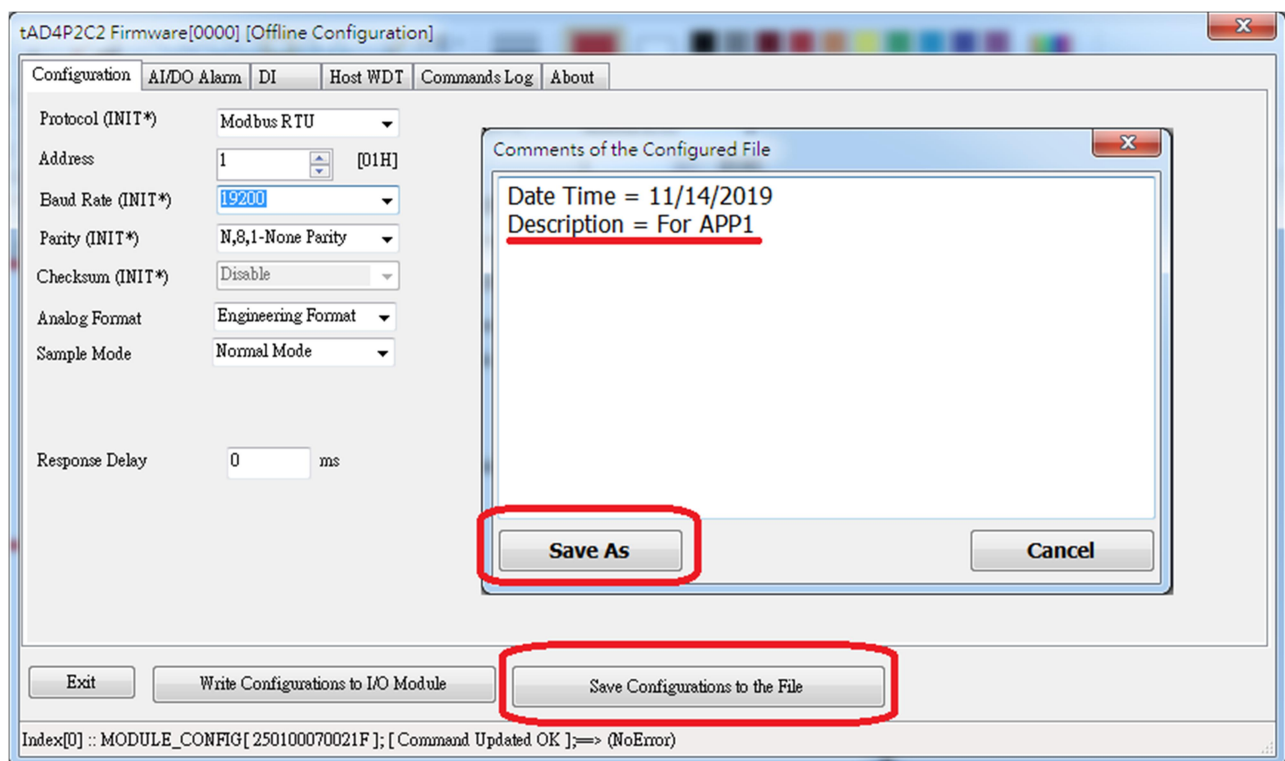 tAD4P2C2 Firmware[0000] [Offline Configuration]
Configuration AI/DO Alarm DI Host WDT Commands Log About
Protocol (INIT*) Modbus RTU
Address 1 [01H]
Baud Rate (INIT*) 19200
Parity (INIT*) N,8,1-None Parity
Checksum (INIT*) Disable
Analog Format Engineering Format
Sample Mode Normal Mode
Response Delay 0 ms
Comments of the Configured File
Date Time = 11/14/2019
Description = For APP1
Save As Cancel
Exit Write Configurations to I/O Module Save Configurations to the File
Index[0] :: MODULE_CONFIG[ 250100070021F ]; [ Command Updated OK ];==> (NoError)